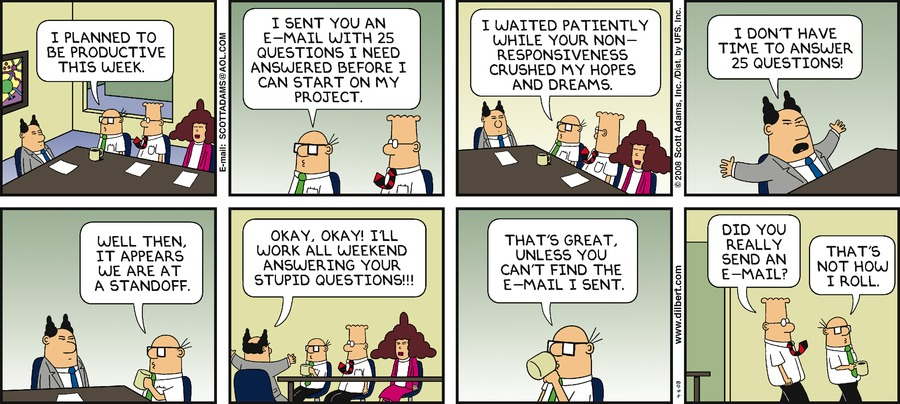 I PLANNED TO
BE PRODUCTIVE
THIS WEEK.
E-mail: SCOTTADAMS@AOL.COM
I SENT YOU AN
E-MAIL WITH 25
QUESTIONS I NEED
ANSWERED BEFORE I
CAN START ON MY
PROJECT.
I WAITED PATIENTLY
WHILE YOUR NON-
RESPONSIVENESS
CRUSHED MY HOPES
AND DREAMS.
© 2008 Scott Adams, Inc. /Dist. by UFS, Inc.
I DON'T HAVE
TIME TO ANSWER
25 QUESTIONS!
WELL THEN,
IT APPEARS
WE ARE AT
A STANDOFF.
OKAY, OKAY! I'LL
WORK ALL WEEKEND
ANSWERING YOUR
STUPID QUESTIONS!!!
THAT'S GREAT,
UNLESS YOU
CAN'T FIND THE
E-MAIL I SENT.
www.dilbert.com
4-6-08
DID YOU
REALLY
SEND AN
E-MAIL?
THAT'S
NOT HOW
I ROLL.